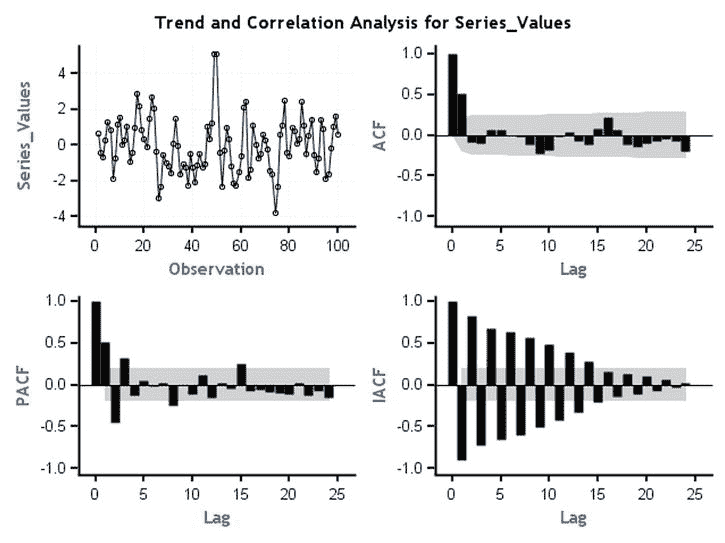 Trend and Correlation Analysis for Series_Values
Series_Values
4
2
0
-2
-4
0 20 40 60 80 100
Observation
ACF
1.0
0.5
0.0
-0.5
-1.0
0 5 10 15 20 25
Lag
PACF
1.0
0.5
0.0
-0.5
-1.0
0 5 10 15 20 25
Lag
IACF
1.0
0.5
0.0
-0.5
-1.0
0 5 10 15 20 25
Lag